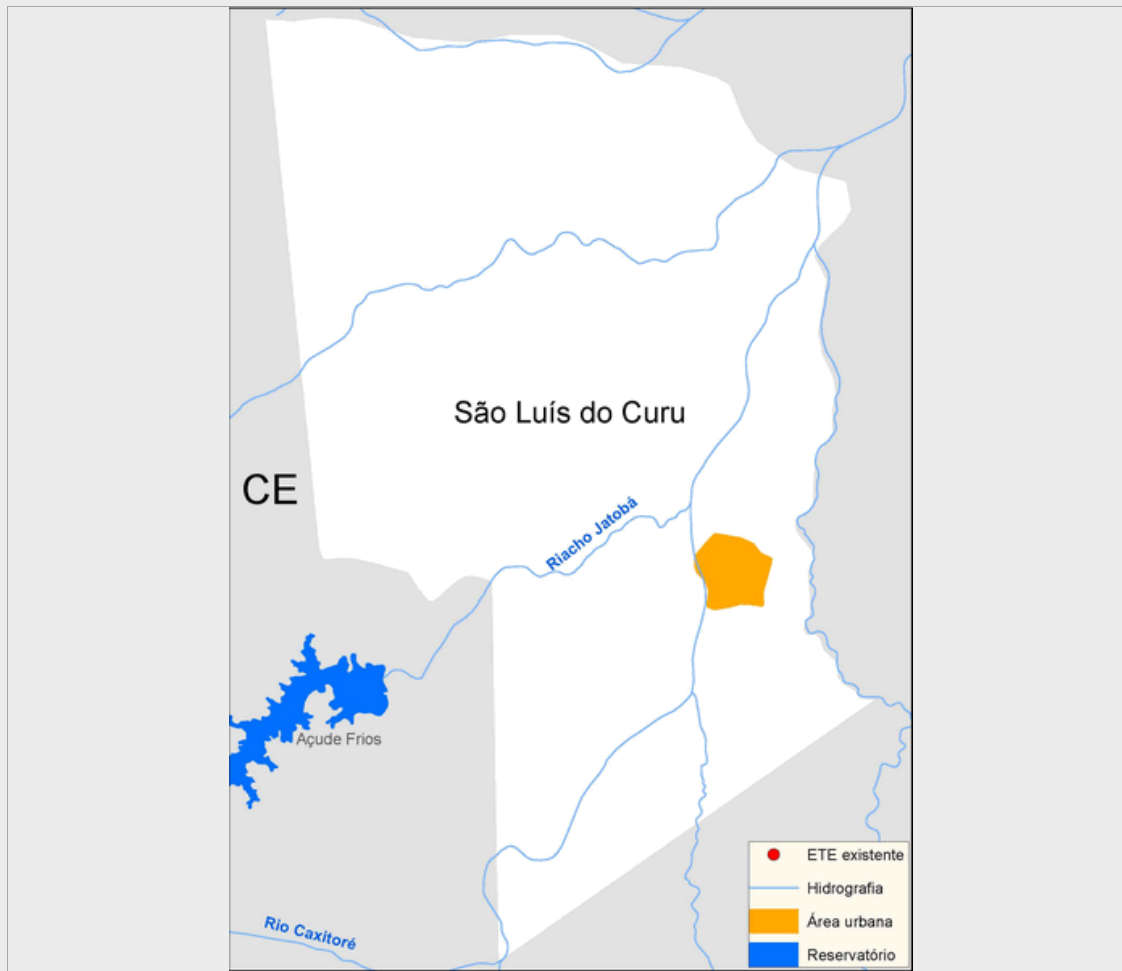 São Luís do Curu
CE
Riacho Jatobá
Açude Frios
Rio Caxitoré
ETE existente
Hidrografia
Área urbana
Reservatório